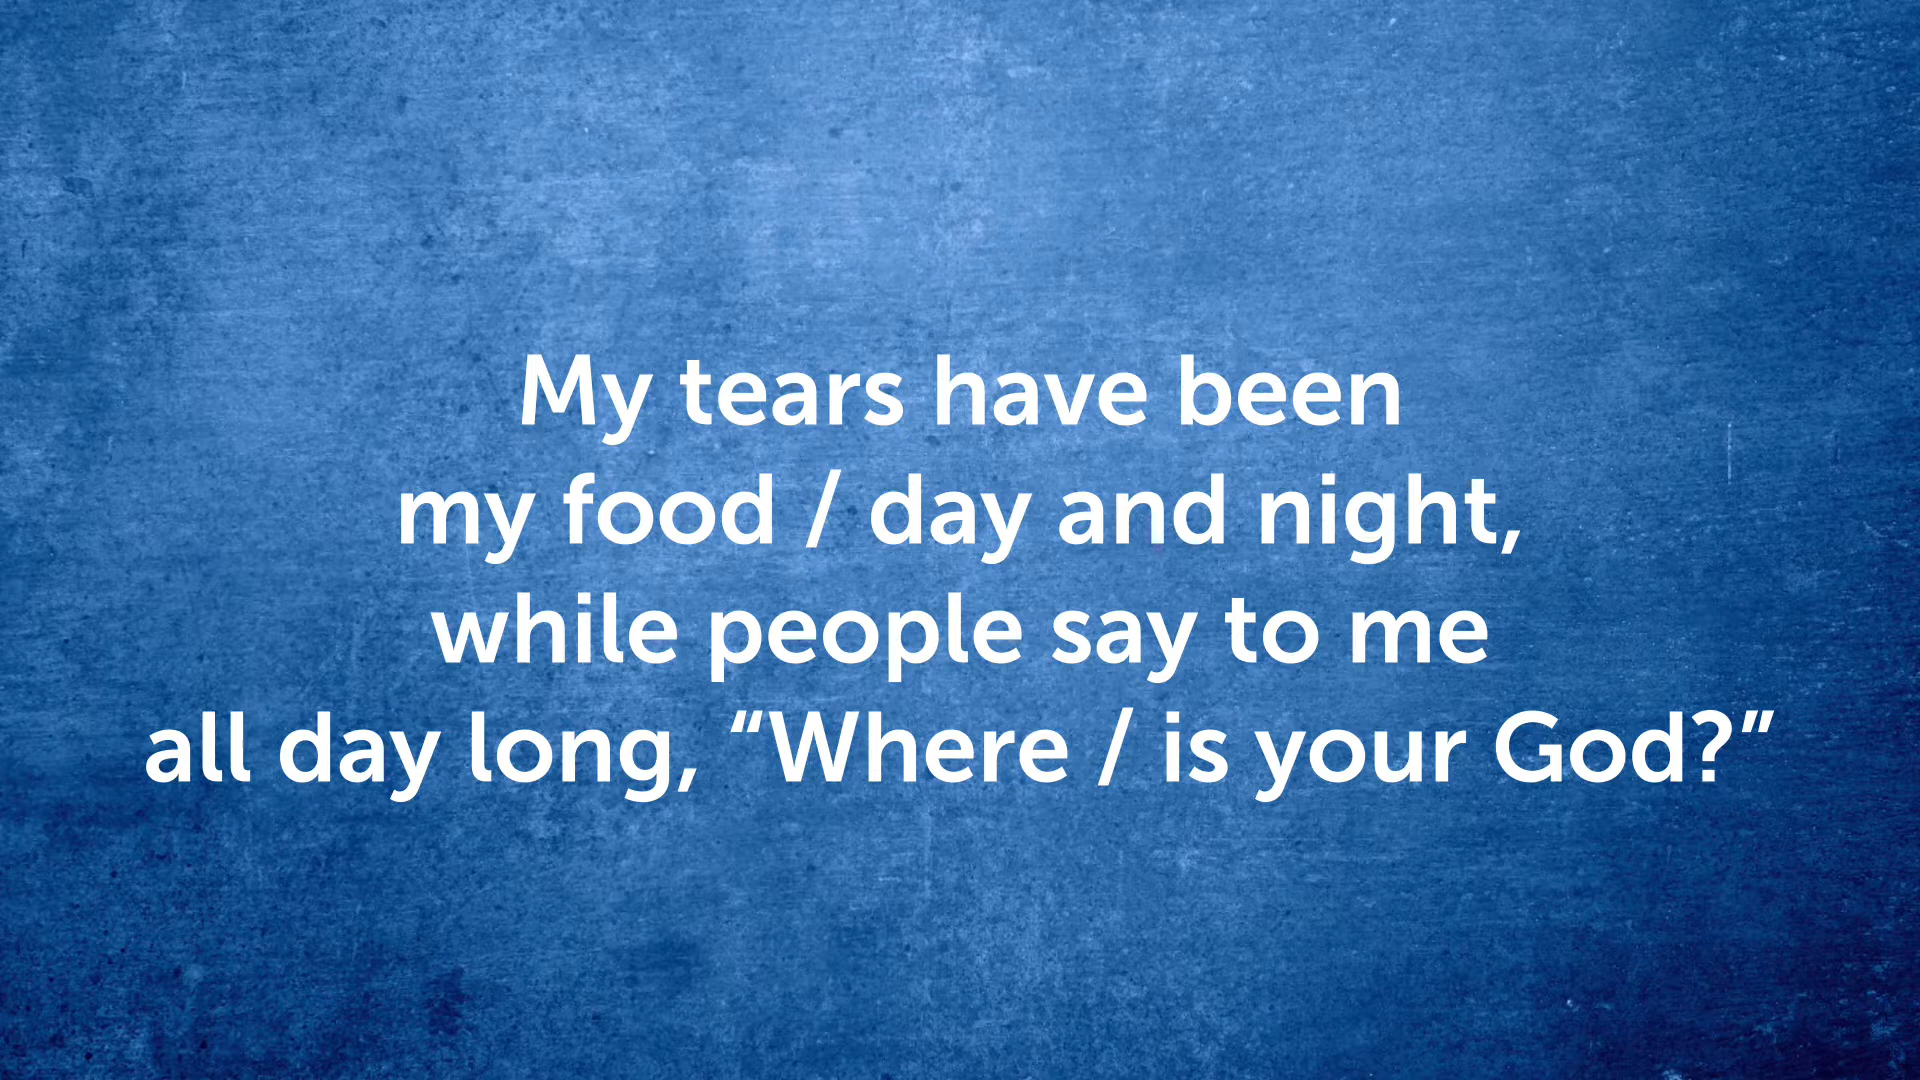 My tears have been
my food / day and night,
while people say to me
all day long, “Where / is your God?”